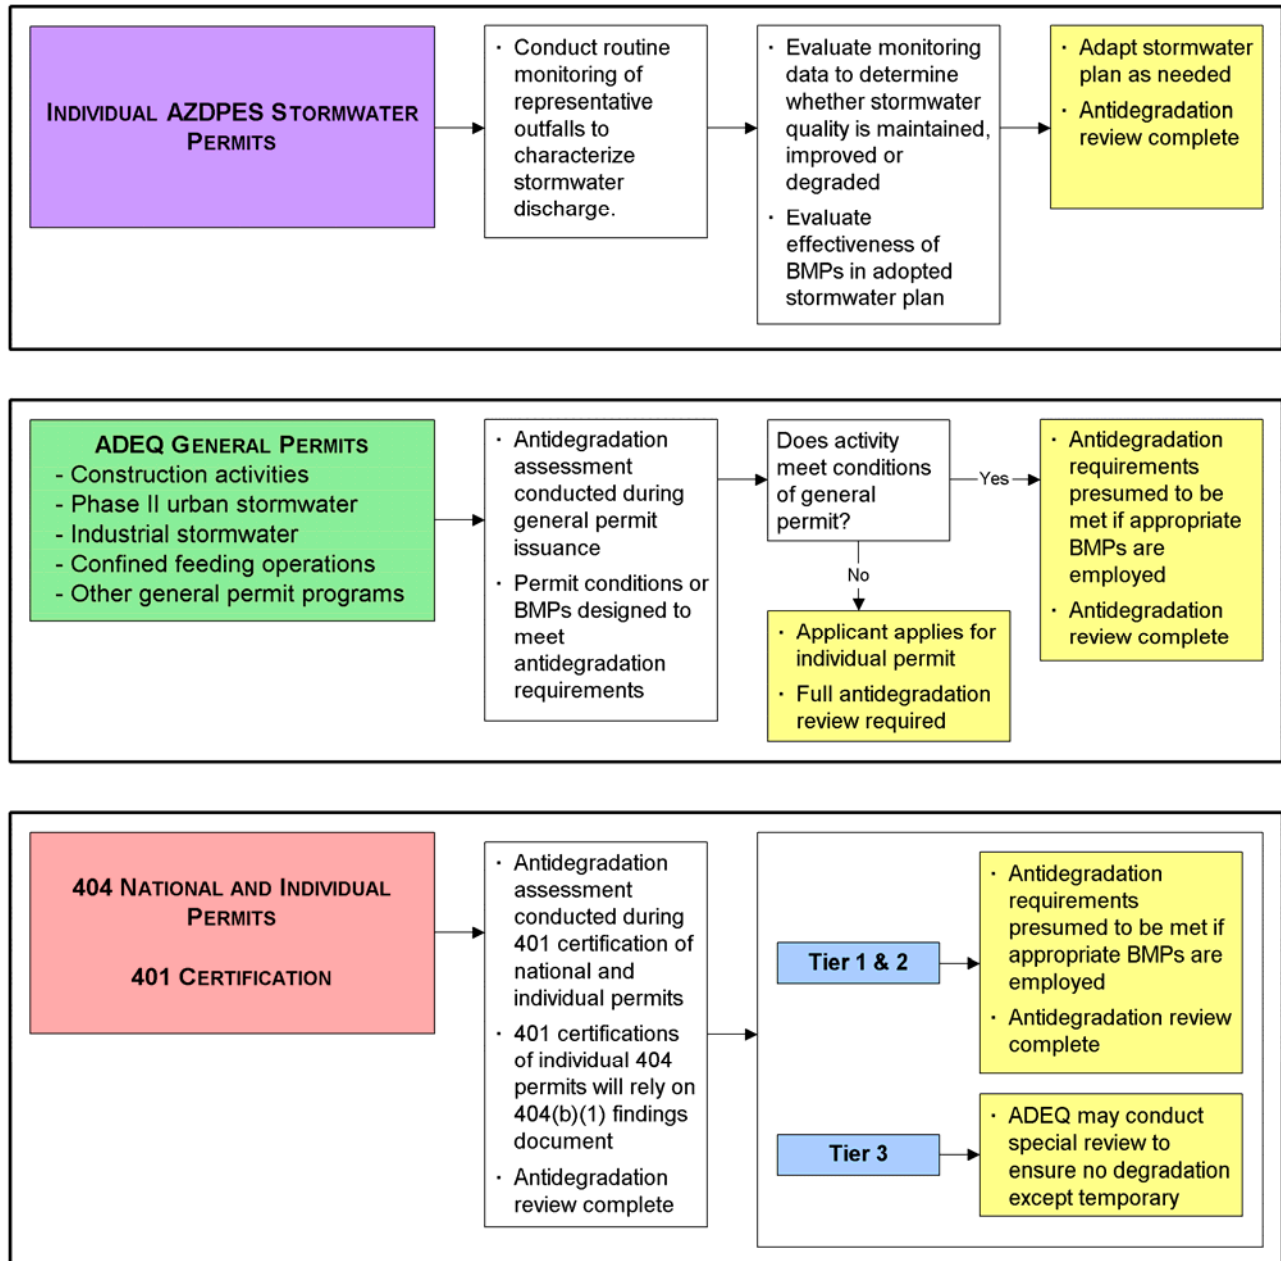 INDIVIDUAL AZDPES STORMWATER
PERMITS
· Conduct routine
monitoring of
representative
outfalls to
characterize
stormwater
discharge.
· Evaluate monitoring
data to determine
whether stormwater
quality is maintained,
improved or
degraded
· Evaluate
effectiveness of
BMPs in adopted
stormwater plan
· Adapt stormwater
plan as needed
· Antidegradation
review complete
ADEQ GENERAL PERMITS
- Construction activities
- Phase II urban stormwater
- Industrial stormwater
- Confined feeding operations
- Other general permit programs
· Antidegradation
assessment
conducted during
general permit
issuance
· Permit conditions or
BMPs designed to
meet
antidegradation
requirements
Does activity
meet conditions
of general
permit?
Yes
No
· Antidegradation
requirements
presumed to be
met if appropriate
BMPs are
employed
· Antidegradation
review complete
· Applicant applies for
individual permit
· Full antidegradation
review required
404 NATIONAL AND INDIVIDUAL
PERMITS
401 CERTIFICATION
· Antidegradation
assessment
conducted during
401 certification of
national and
individual permits
· 401 certifications
of individual 404
permits will rely on
404(b)(1) findings
document
· Antidegradation
review complete
Tier 1 & 2
· Antidegradation
requirements
presumed to be met if
appropriate BMPs are
employed
· Antidegradation review
complete
Tier 3
· ADEQ may conduct
special review to
ensure no degradation
except temporary